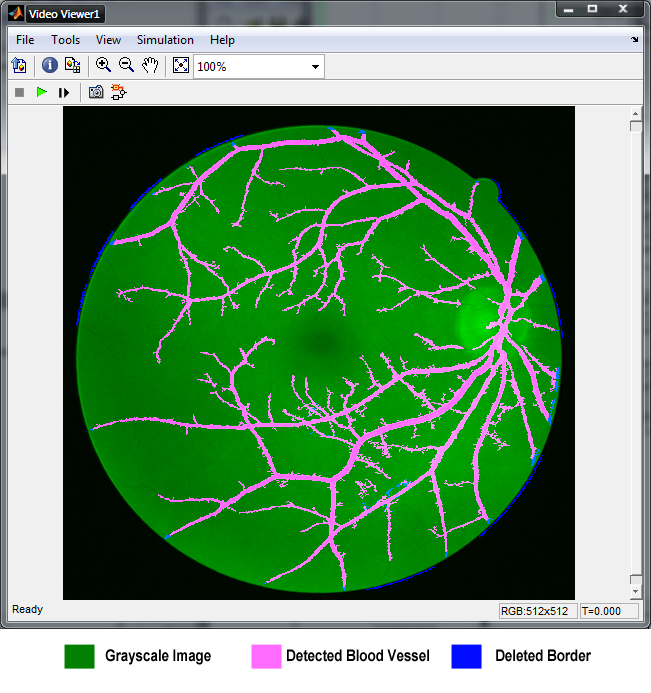 Video Viewer1
File Tools View Simulation Help
100%
Ready RGB:512x512 T=0.000
Grayscale Image Detected Blood Vessel Deleted Border